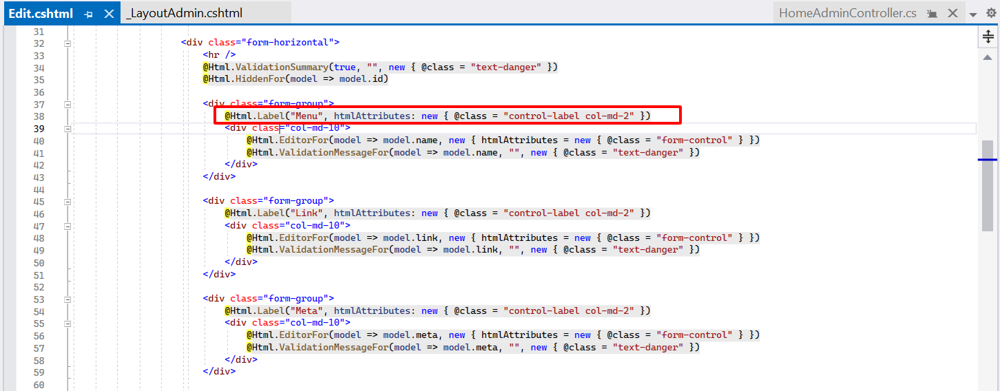 Edit.cshtml
_LayoutAdmin.cshtml
HomeAdminController.cs
31
32 <div class="form-horizontal">
33 <hr />
34 @Html.ValidationSummary(true, "", new { @class = "text-danger" })
35 @Html.HiddenFor(model => model.id)
36
37 <div class="form-group">
38 @Html.Label("Menu", htmlAttributes: new { @class = "control-label col-md-2" })
39 <div class="col-md-10">
40 @Html.EditorFor(model => model.name, new { htmlAttributes = new { @class = "form-control" } })
41 @Html.ValidationMessageFor(model => model.name, "", new { @class = "text-danger" })
42 </div>
43 </div>
44
45 <div class="form-group">
46 @Html.Label("Link", htmlAttributes: new { @class = "control-label col-md-2" })
47 <div class="col-md-10">
48 @Html.EditorFor(model => model.link, new { htmlAttributes = new { @class = "form-control" } })
49 @Html.ValidationMessageFor(model => model.link, "", new { @class = "text-danger" })
50 </div>
51 </div>
52
53 <div class="form-group">
54 @Html.Label("Meta", htmlAttributes: new { @class = "control-label col-md-2" })
55 <div class="col-md-10">
56 @Html.EditorFor(model => model.meta, new { htmlAttributes = new { @class = "form-control" } })
57 @Html.ValidationMessageFor(model => model.meta, "", new { @class = "text-danger" })
58 </div>
59 </div>
60